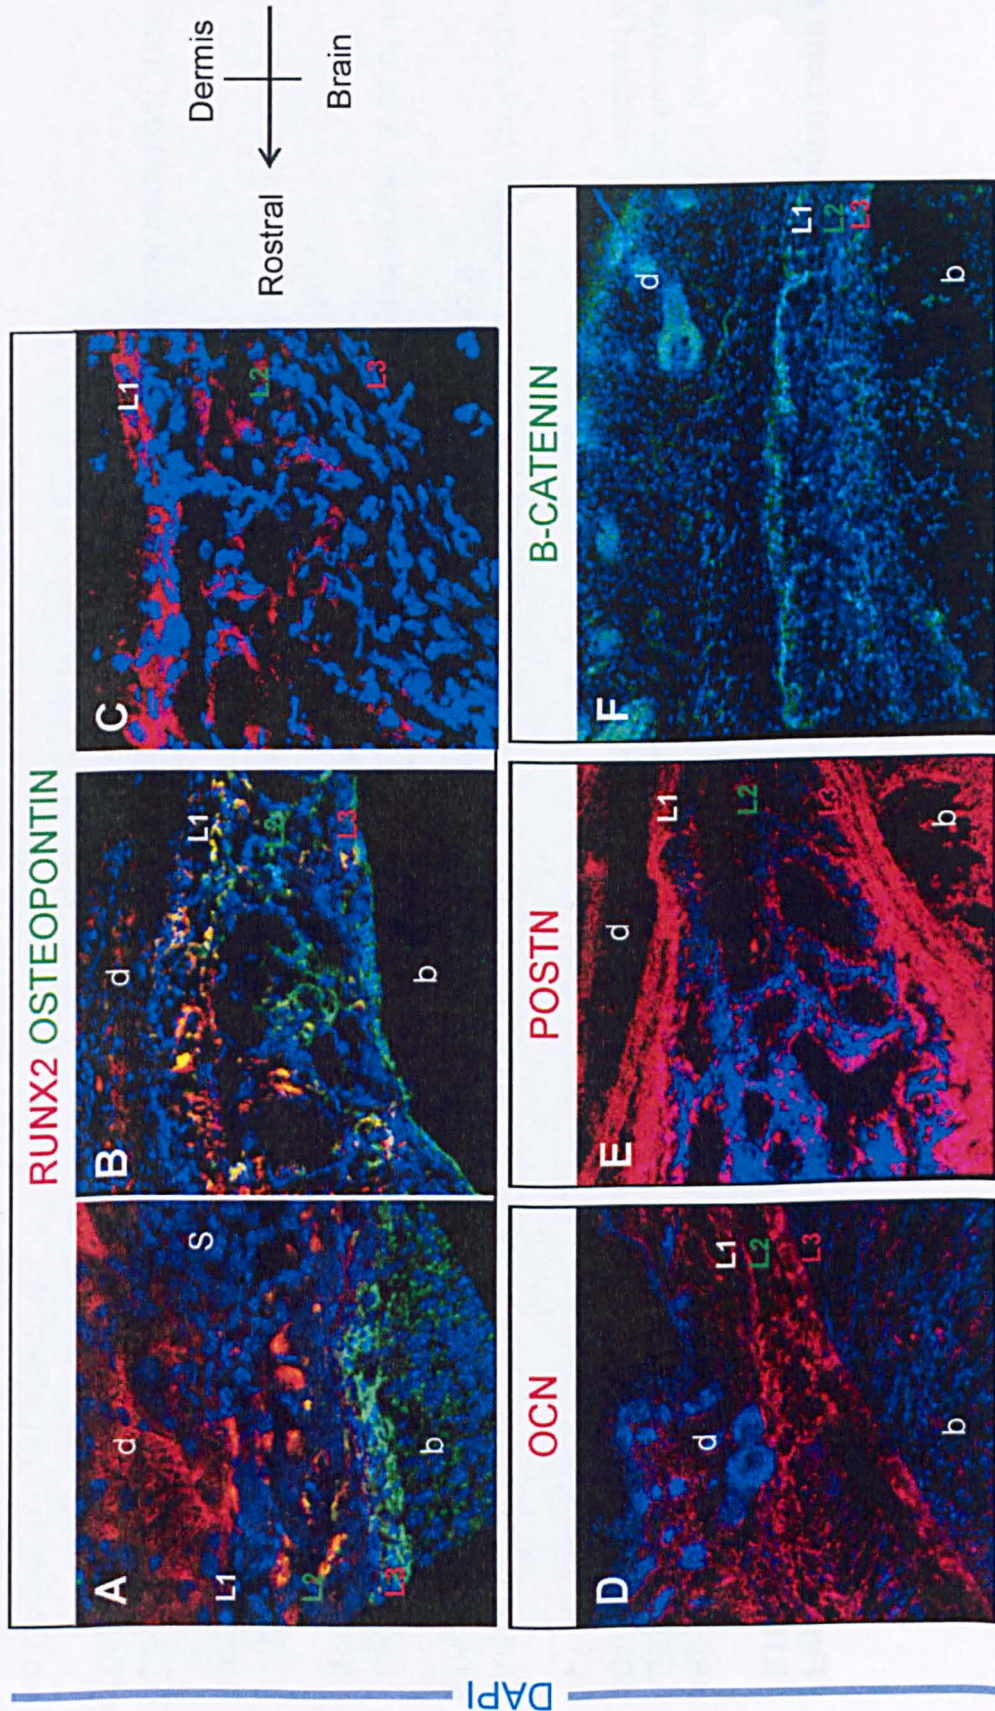 DAPI
RUNX2 OSTEOPONTIN
A
d
S
L1
L2
L3
b
B
d
L1
L2
L3
b
C
L1
L2
L3
Dermis
Rostral
Brain
OCN
D
d
L1
L2
L3
b
POSTN
E
d
L1
L2
L3
b
B-CATENIN
F
d
L1
L2
L3
b